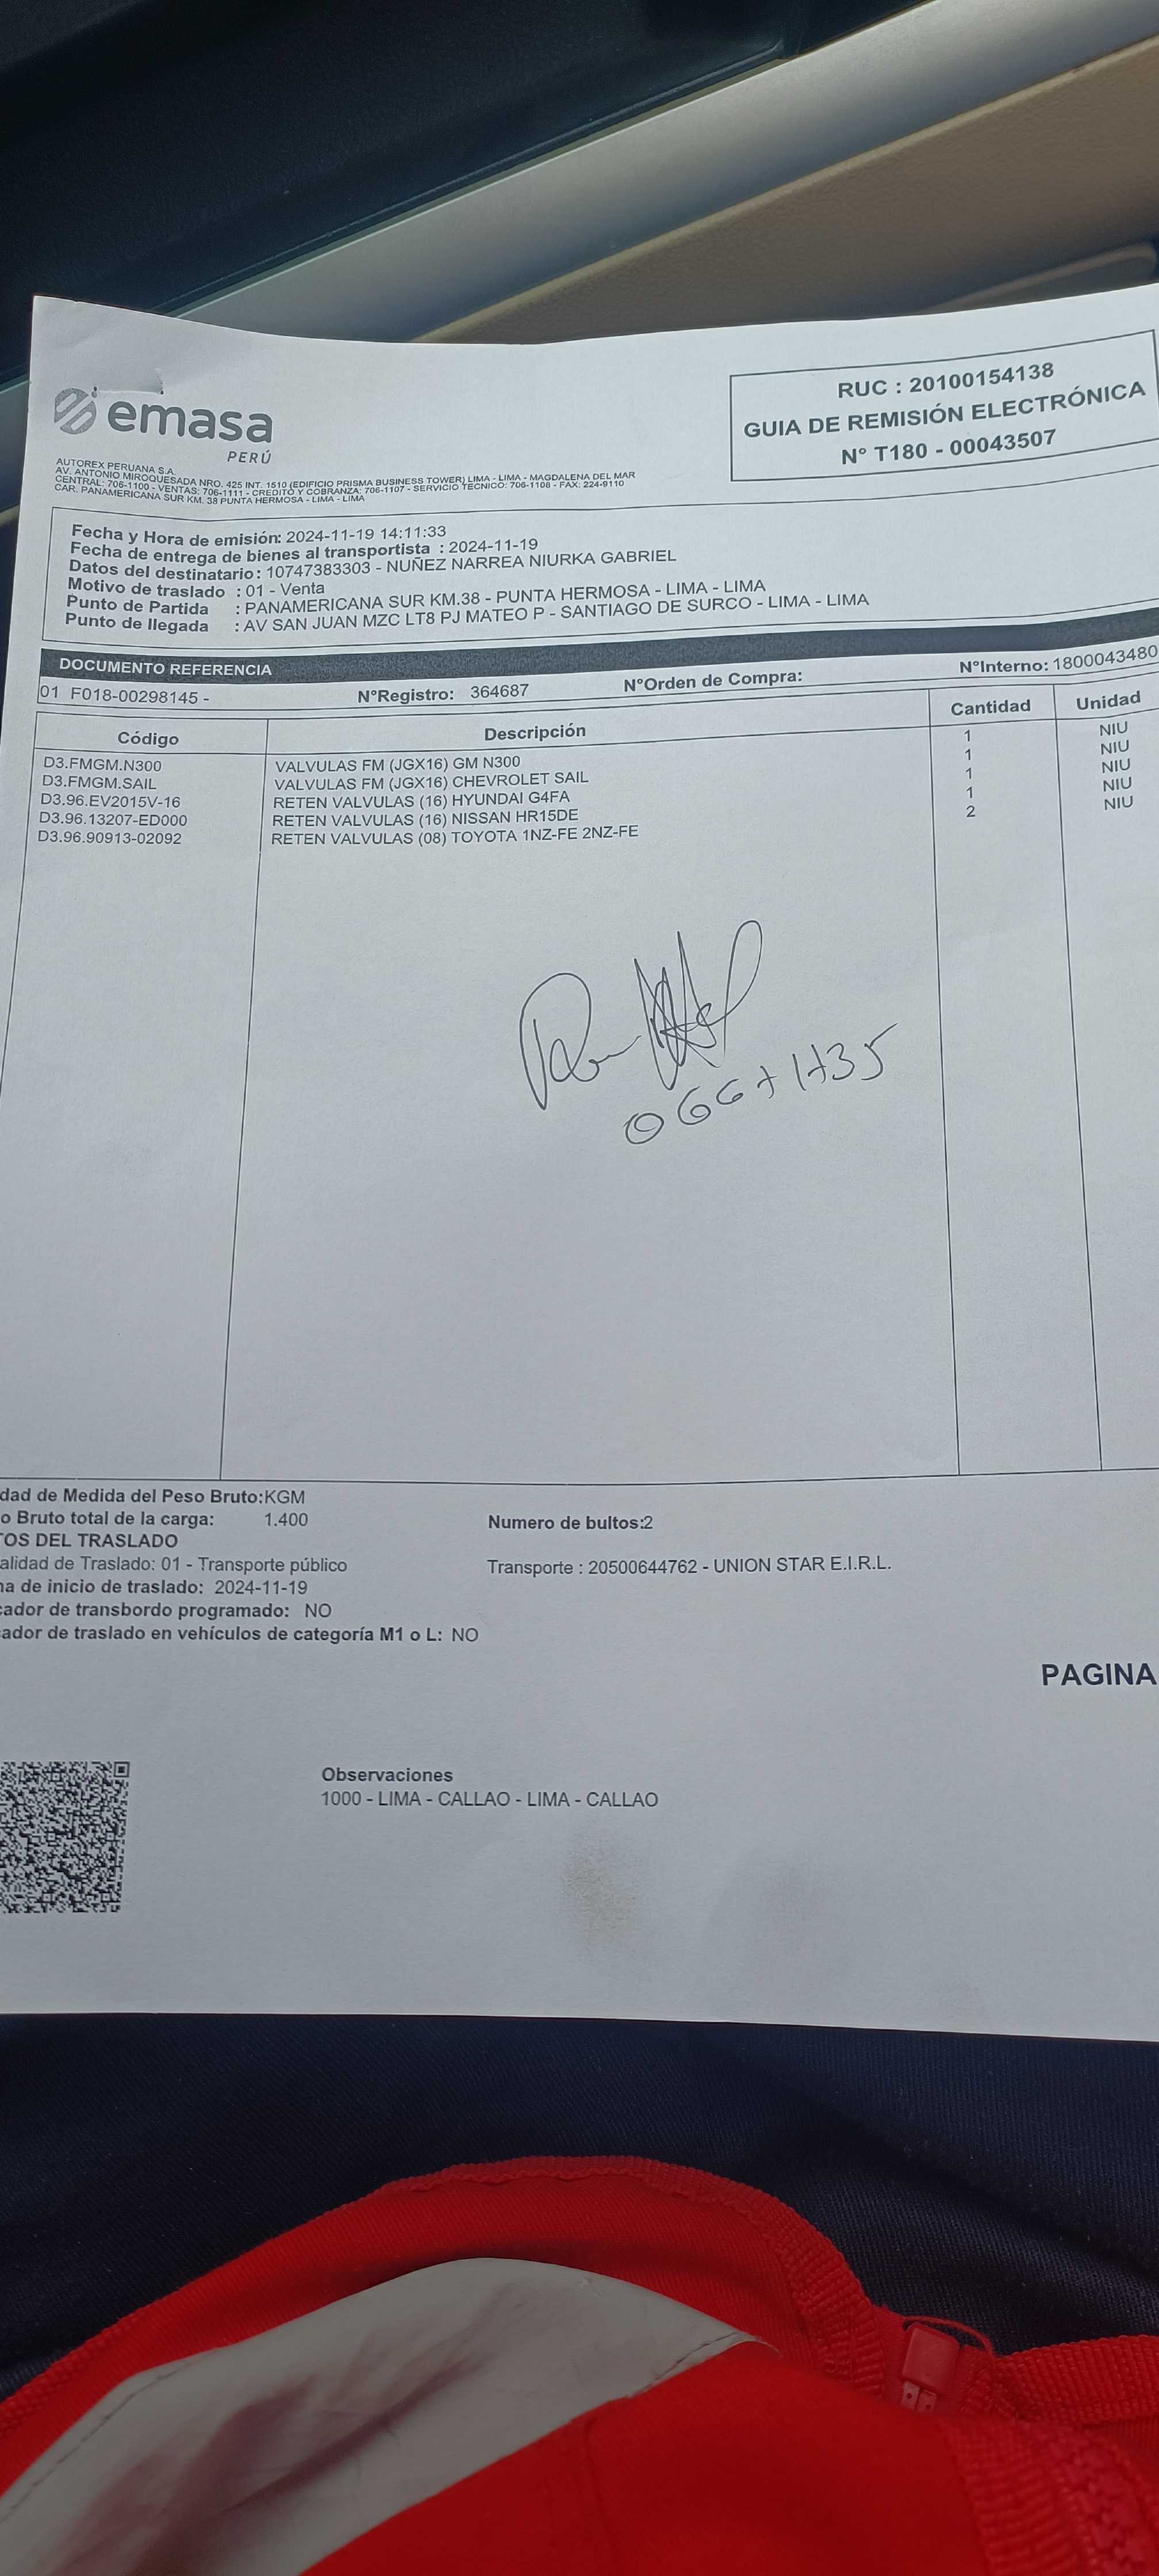 emasa
PERÚ
RUC : 20100154138
GUIA DE REMISIÓN ELECTRÓNICA
N° T180 - 00043507
AUTOREX PERUANA S.A.
AV. ANTONIO MIROQUESADA NRO. 425 INT. 1510 (EDIFICIO PRISMA BUSINESS TOWER) LIMA - LIMA - MAGDALENA DEL MAR
CENTRAL: 706-1100 - VENTAS: 706-1111 - CREDITO Y COBRANZA: 706-1107 - SERVICIO TECNICO: 706-1108 - FAX: 224-9110
CAR. PANAMERICANA SUR KM. 38 PUNTA HERMOSA - LIMA - LIMA
Fecha y Hora de emisión: 2024-11-19 14:11:33
Fecha de entrega de bienes al transportista : 2024-11-19
Datos del destinatario: 10747383303 - NUÑEZ NARREA NIURKA GABRIEL
Motivo de traslado : 01 - Venta
Punto de Partida : PANAMERICANA SUR KM.38 - PUNTA HERMOSA - LIMA - LIMA
Punto de llegada : AV SAN JUAN MZC LT8 PJ MATEO P - SANTIAGO DE SURCO - LIMA - LIMA
DOCUMENTO REFERENCIA
01 F018-00298145 - N°Registro: 364687 N°Orden de Compra: N°Interno: 1800043480
Código Descripción Cantidad Unidad
D3.FMGM.N300 VALVULAS FM (JGX16) GM N300 1 NIU
D3.FMGM.SAIL VALVULAS FM (JGX16) CHEVROLET SAIL 1 NIU
D3.96.EV2015V-16 RETEN VALVULAS (16) HYUNDAI G4FA 1 NIU
D3.96.13207-ED000 RETEN VALVULAS (16) NISSAN HR15DE 1 NIU
D3.96.90913-02092 RETEN VALVULAS (08) TOYOTA 1NZ-FE 2NZ-FE 2 NIU
dad de Medida del Peso Bruto:KGM
o Bruto total de la carga: 1.400 Numero de bultos:2
TOS DEL TRASLADO
alidad de Traslado: 01 - Transporte público Transporte : 20500644762 - UNION STAR E.I.R.L.
na de inicio de traslado: 2024-11-19
cador de transbordo programado: NO
ador de traslado en vehículos de categoría M1 o L: NO
PAGINA
Observaciones
1000 - LIMA - CALLAO - LIMA - CALLAO